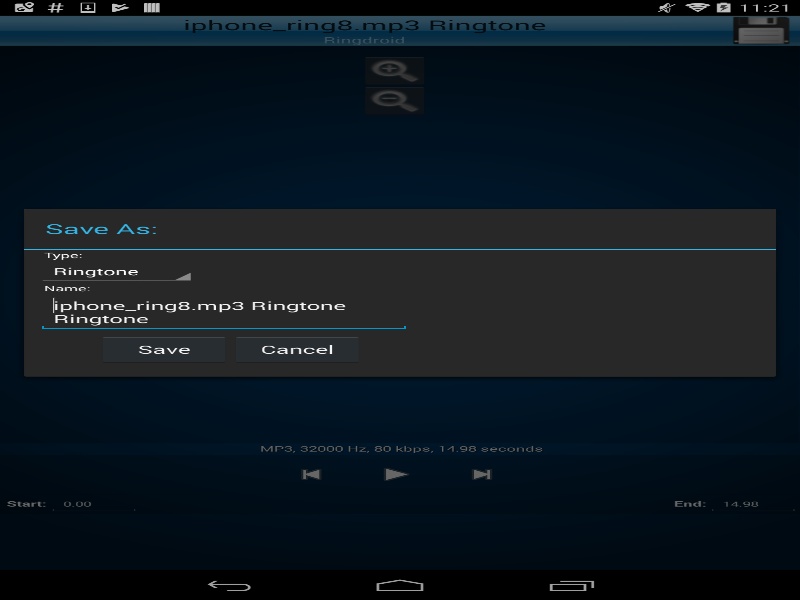 11:21
iphone_ring8.mp3 Ringtone
Ringdroid
Save As:
Type:
Ringtone
Name:
iphone_ring8.mp3 Ringtone
Ringtone
Save Cancel
MP3, 32000 Hz, 80 kbps, 14.98 seconds
Start: 0.00 End: 14.98